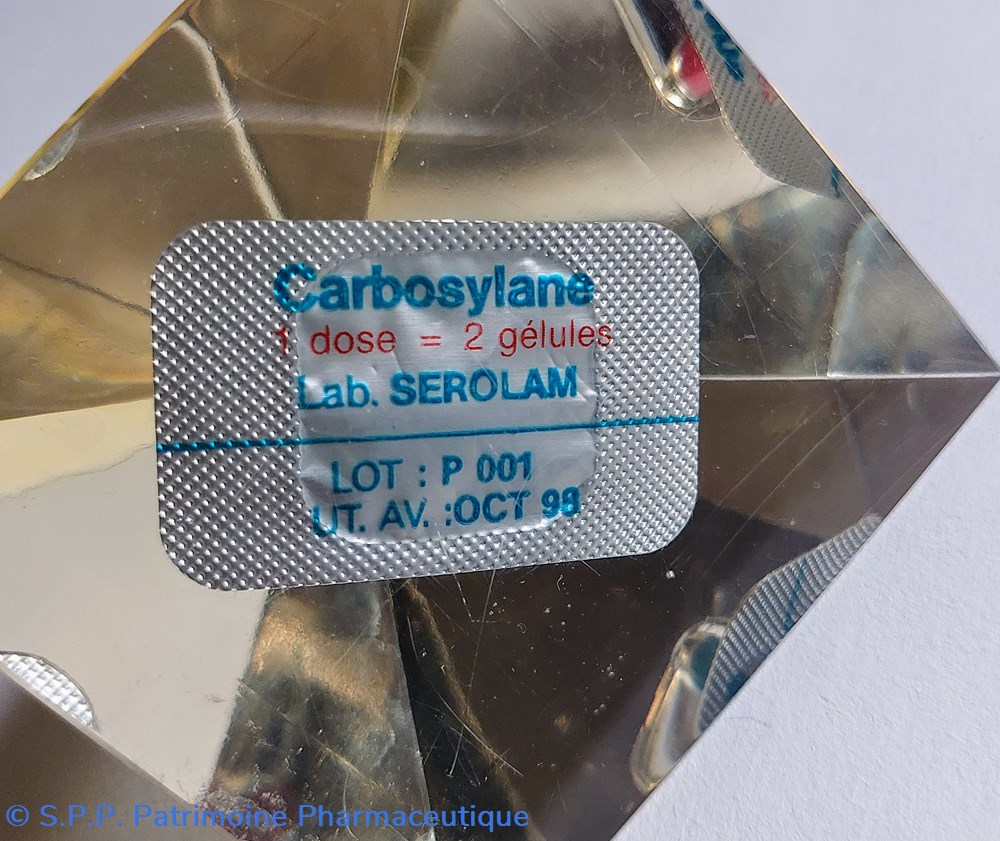 Carbosylane
1 dose = 2 gélules
Lab. SEROLAM
LOT : P 001
UT. AV. :OCT 98
© S.P.P. Patrimoine Pharmaceutique